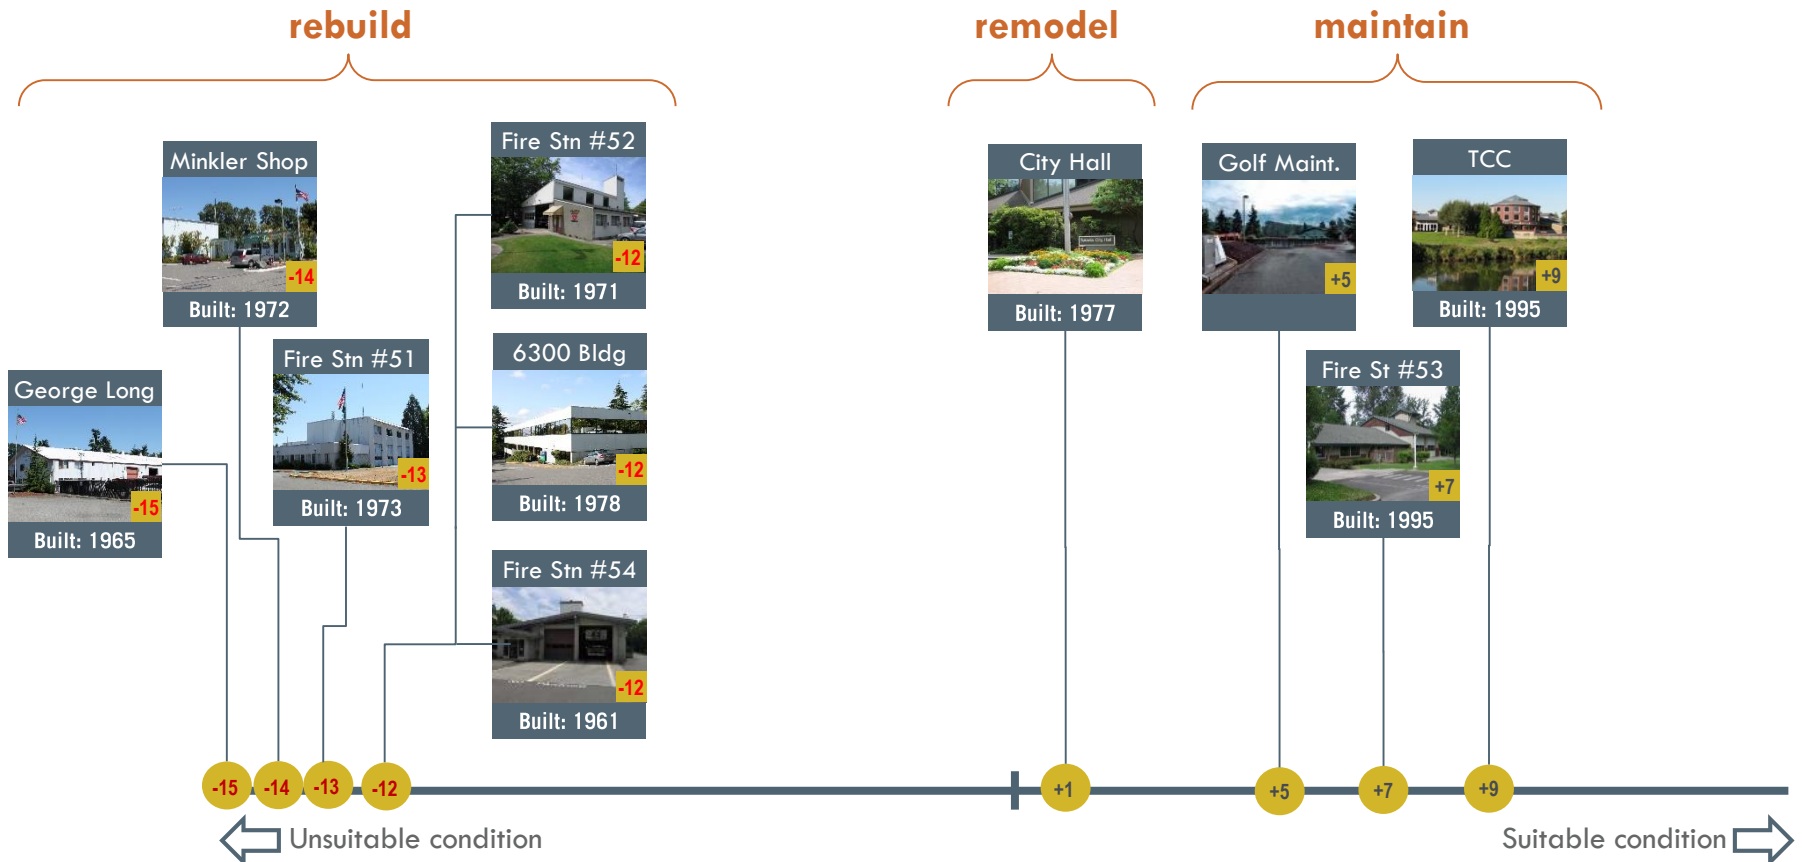 rebuild
remodel
maintain
Minkler Shop
-14
Built: 1972
Fire Stn #52
-12
Built: 1971
City Hall
Tukwila City Hall
Built: 1977
Golf Maint.
+5
TCC
+9
Built: 1995
George Long
-15
Built: 1965
Fire Stn #51
-13
Built: 1973
6300 Bldg
-12
Built: 1978
Fire St #53
+7
Built: 1995
Fire Stn #54
-12
Built: 1961
-15
-14
-13
-12
+1
+5
+7
+9
Unsuitable condition
Suitable condition